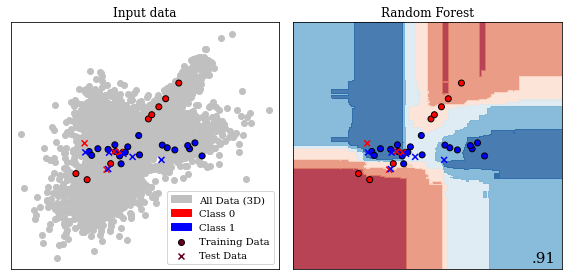 Input data
Random Forest
All Data (3D)
Class 0
Class 1
Training Data
Test Data
.91